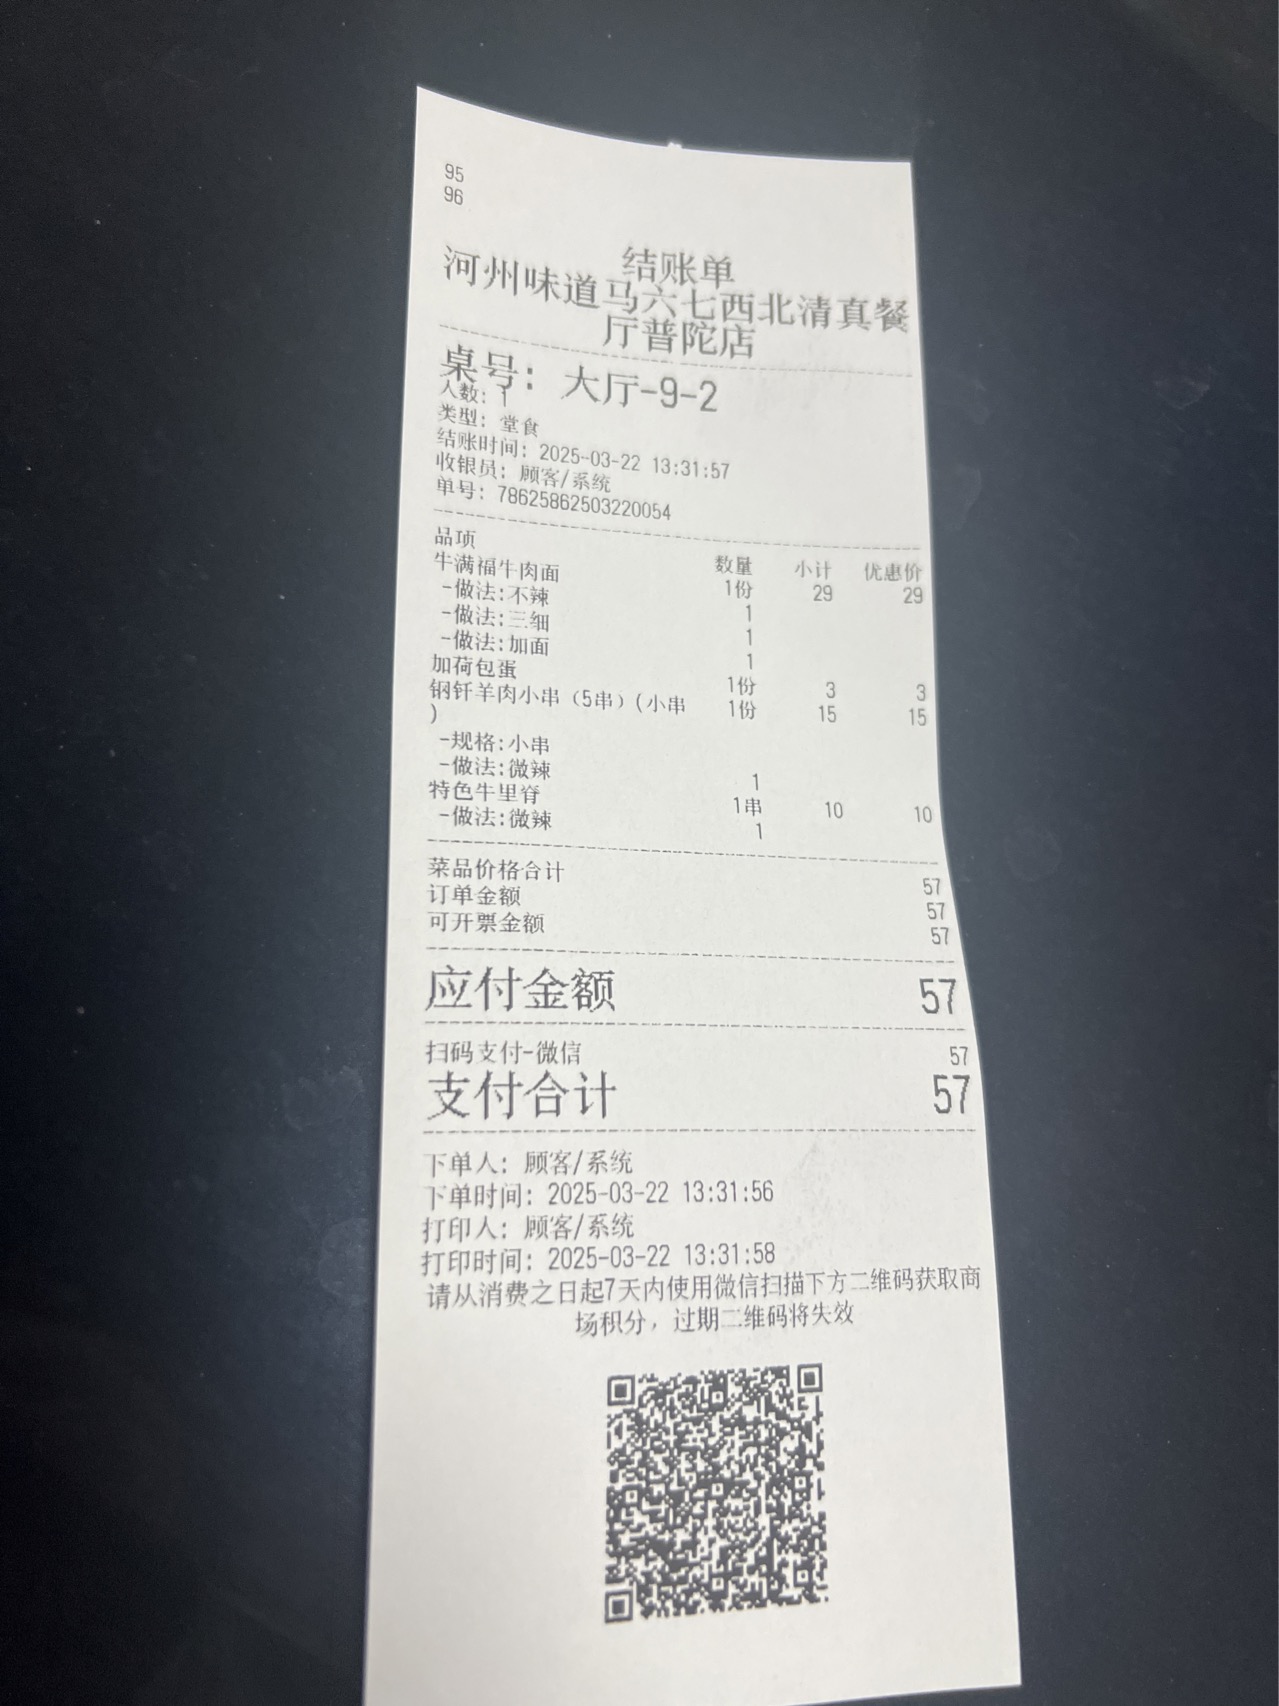 95
96
结账单
河州味道马六七西北清真餐
厅普陀店
桌号：大厅-9-2
人数：1
类型：堂食
结账时间：2025-03-22 13:31:57
收银员：顾客/系统
单号：78625862503220054
品项 数量 小计 优惠价
牛满福牛肉面 1份 29 29
-做法:不辣 1
-做法:三细 1
-做法:加面 1
加荷包蛋 1份 3 3
钢钎羊肉小串（5串）(小串 1份 15 15
)
-规格:小串
-做法:微辣 1
特色牛里脊 1串 10 10
-做法:微辣 1
菜品价格合计 57
订单金额 57
可开票金额 57
应付金额 57
扫码支付-微信 57
支付合计 57
下单人：顾客/系统
下单时间：2025-03-22 13:31:56
打印人：顾客/系统
打印时间：2025-03-22 13:31:58
请从消费之日起7天内使用微信扫描下方二维码获取商
场积分，过期二维码将失效